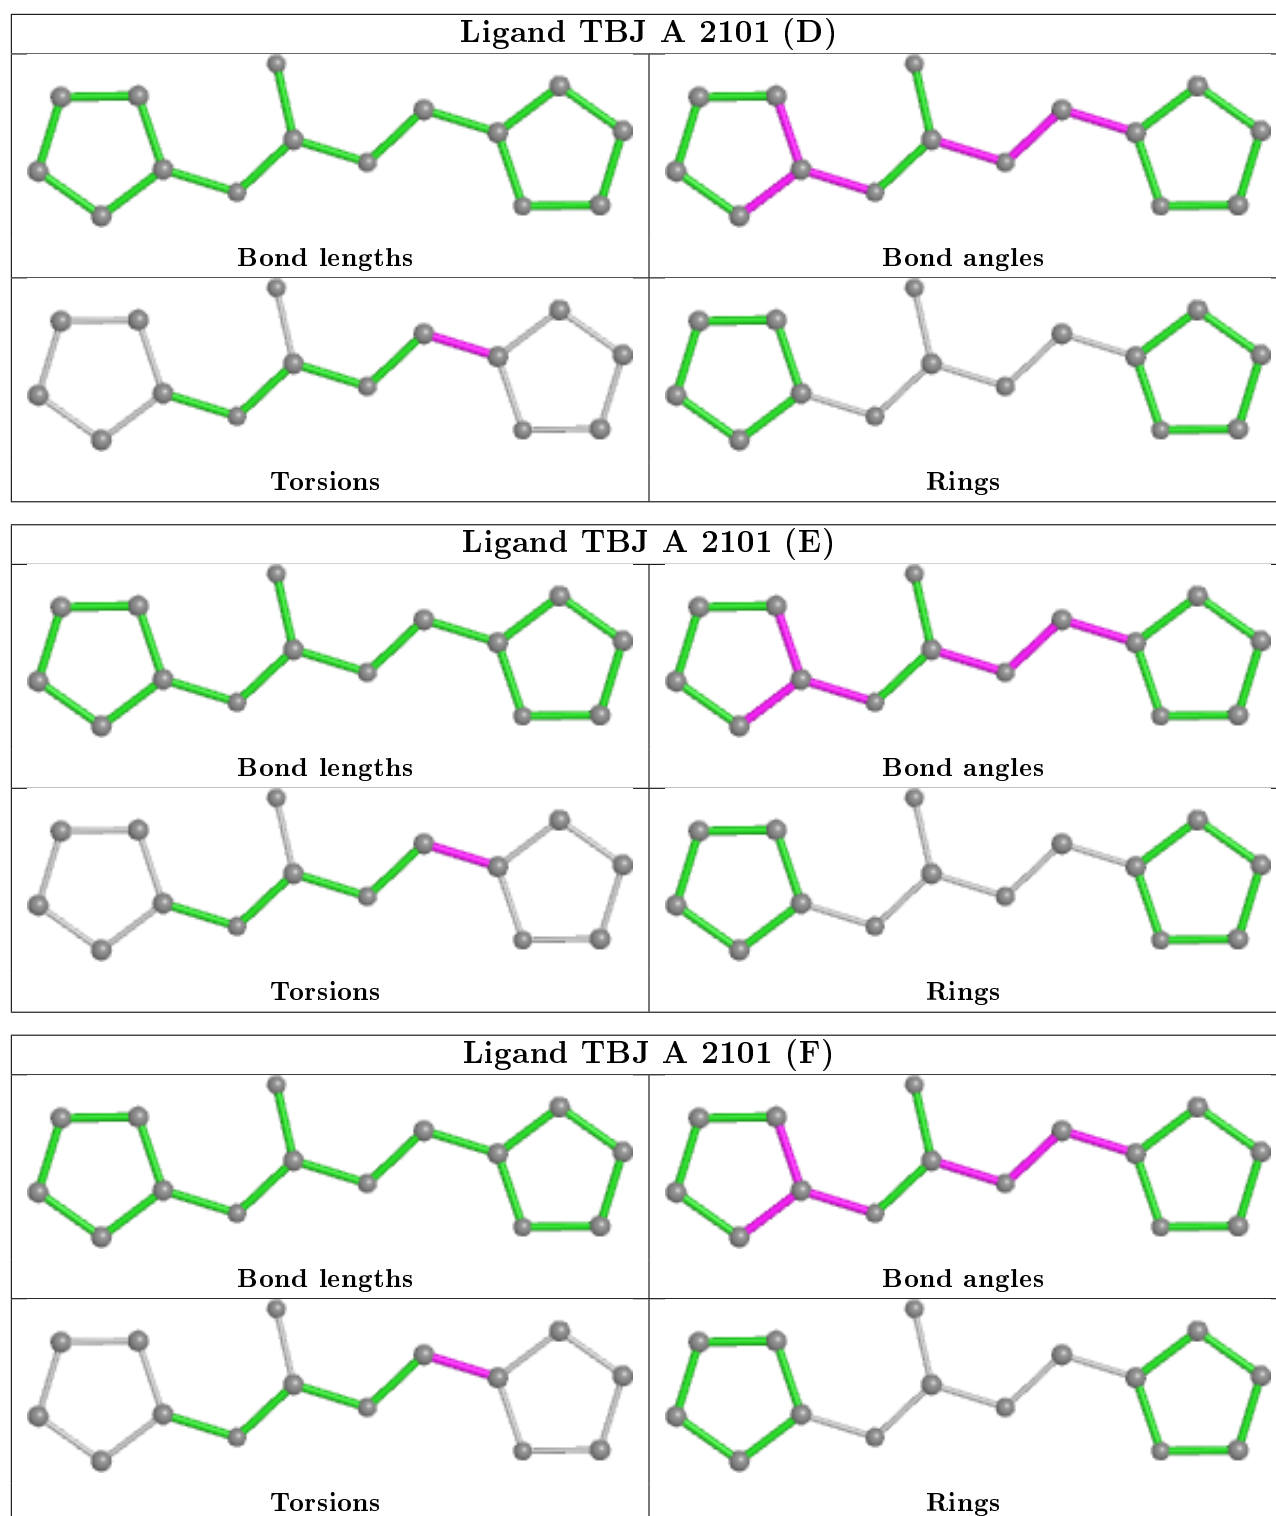 Ligand TBJ A 2101 (D)
Bond lengths
Bond angles
Torsions
Rings
Ligand TBJ A 2101 (E)
Bond lengths
Bond angles
Torsions
Rings
Ligand TBJ A 2101 (F)
Bond lengths
Bond angles
Torsions
Rings